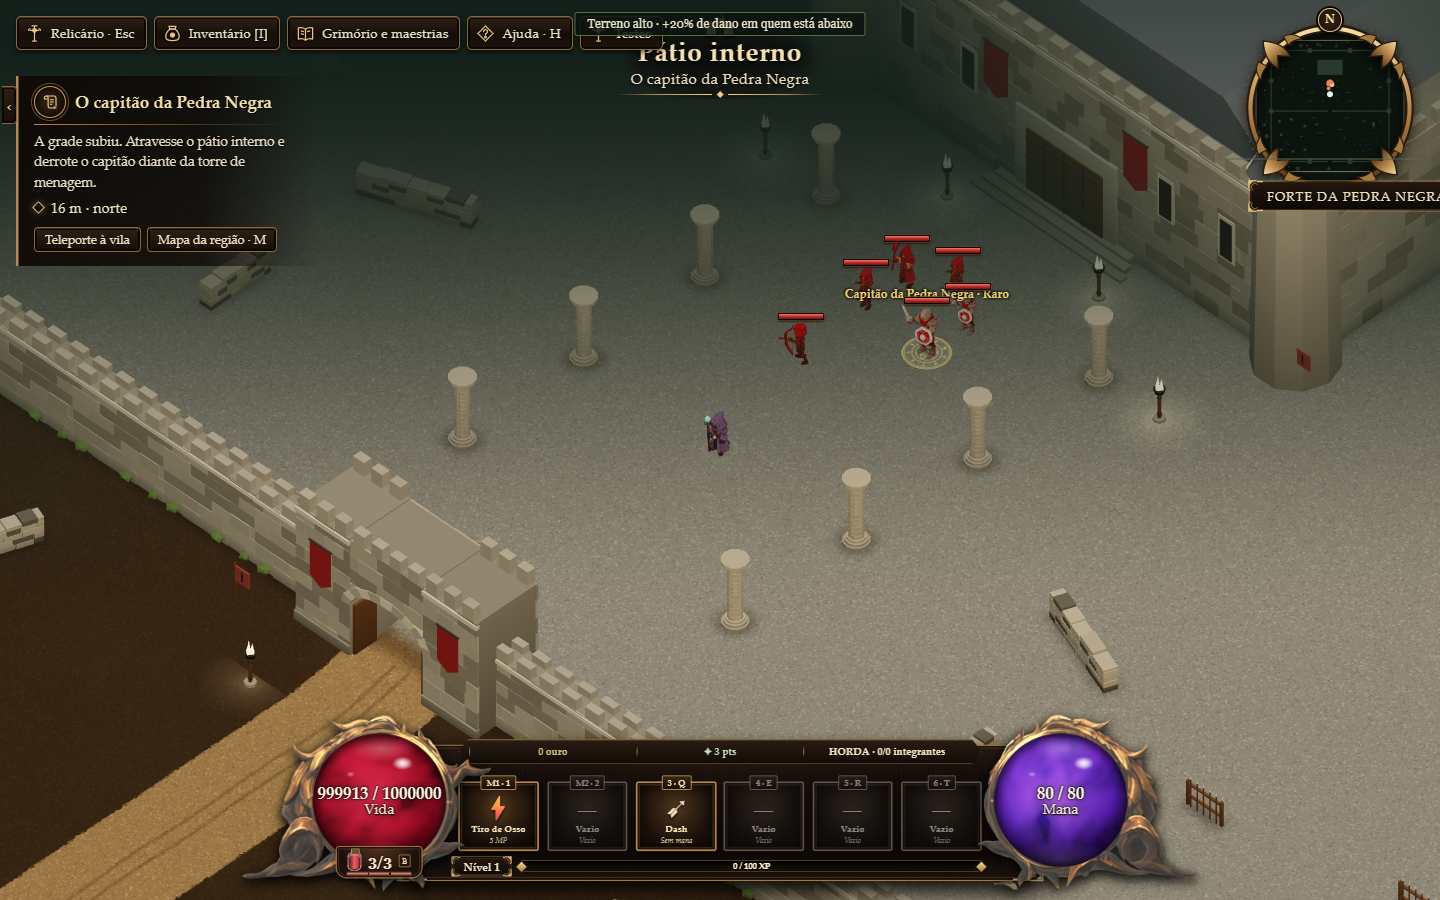 Relicário · Esc
Inventário [I]
Grimório e maestrias
Ajuda · H
Testes
Terreno alto · +20% de dano em quem está abaixo
Pátio interno
O capitão da Pedra Negra
N
FORTE DA PEDRA NEGRA
‹
O capitão da Pedra Negra
A grade subiu. Atravesse o pátio interno e
derrote o capitão diante da torre de
menagem.
16 m · norte
Teleporte à vila
Mapa da região · M
Capitão da Pedra Negra · Raro
0 ouro
3 pts
HORDA · 0/0 integrantes
999913 / 1000000
Vida
3/3
B
M1 · 1
Tiro de Osso
5 MP
M2 · 2
Vazio
Vazio
3 · Q
Dash
Sem mana
4 · E
Vazio
Vazio
5 · R
Vazio
Vazio
6 · T
Vazio
Vazio
80 / 80
Mana
Nível 1
0 / 100 XP